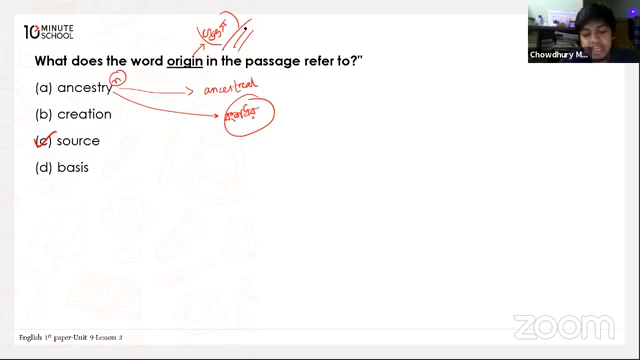 10 MINUTE
SCHOOL
What does the word origin in the passage refer to?"
(a) ancestry n
ancestral
(b) creation
(c) source
(d) basis
Chowdhury M...
English 1st paper-Unit 9-Lesson 2
zoom